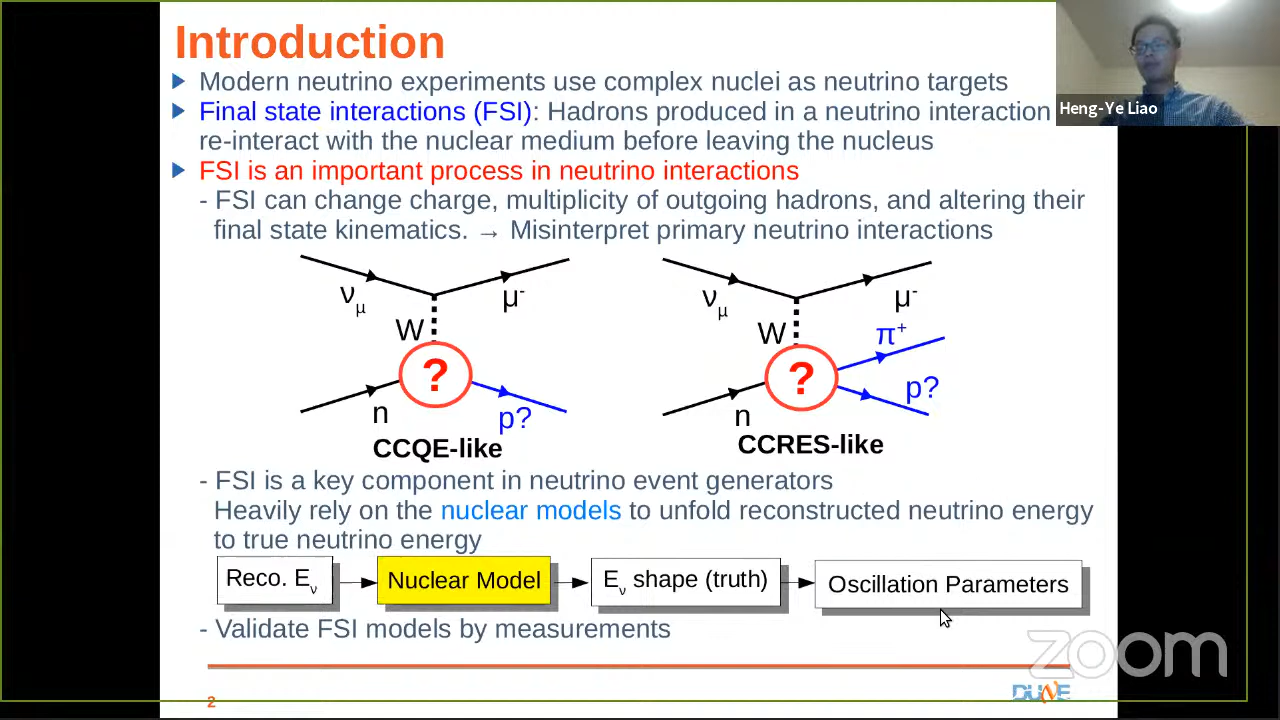 Introduction
Modern neutrino experiments use complex nuclei as neutrino targets
Final state interactions (FSI): Hadrons produced in a neutrino interaction
re-interact with the nuclear medium before leaving the nucleus
FSI is an important process in neutrino interactions
- FSI can change charge, multiplicity of outgoing hadrons, and altering their
final state kinematics. → Misinterpret primary neutrino interactions
νμ μ-
W
?
n p?
CCQE-like
νμ μ-
W π+
?
n p?
CCRES-like
- FSI is a key component in neutrino event generators
Heavily rely on the nuclear models to unfold reconstructed neutrino energy
to true neutrino energy
Reco. Eν Nuclear Model Eν shape (truth) Oscillation Parameters
- Validate FSI models by measurements
2
DUNE
zoom
Heng-Ye Liao